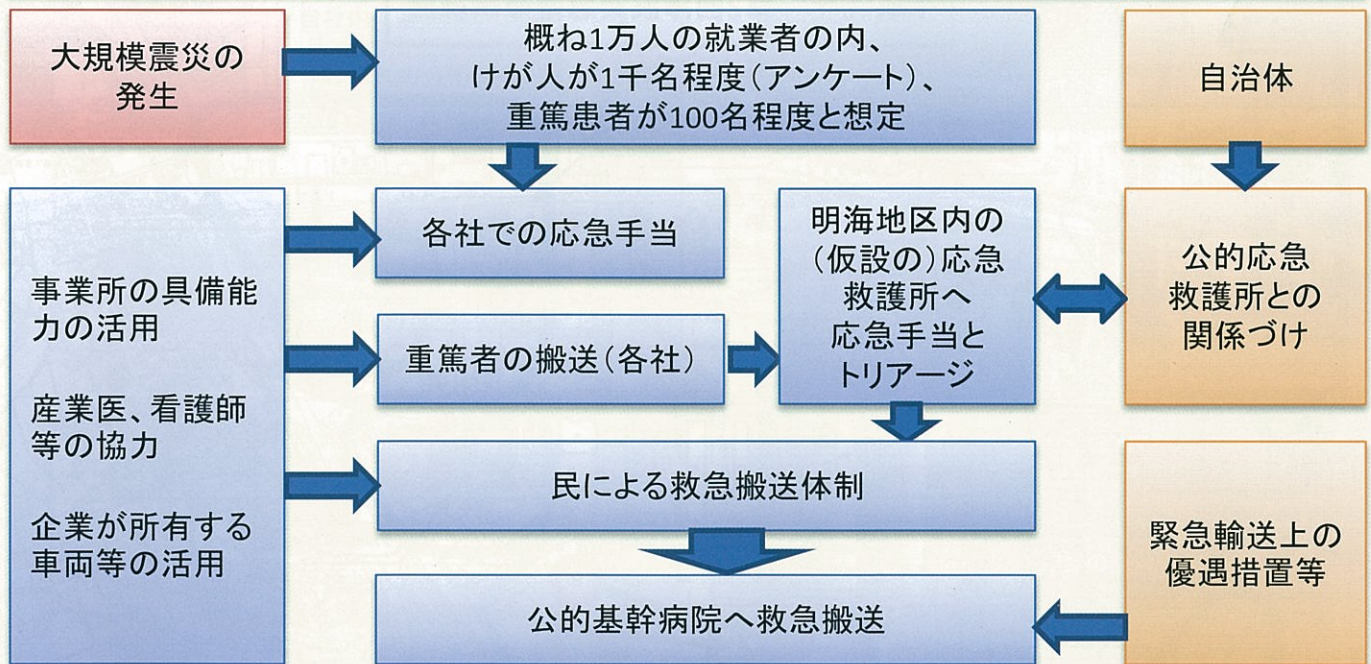 大規模震災の
発生
概ね1万人の就業者の内、
けが人が1千名程度(アンケート)、
重篤患者が100名程度と想定
自治体
事業所の具備能
力の活用
産業医、看護師
等の協力
企業が所有する
車両等の活用
各社での応急手当
重篤者の搬送(各社)
明海地区内の
(仮設の)応急
救護所へ
応急手当と
トリアージ
公的応急
救護所との
関係づけ
民による救急搬送体制
公的基幹病院へ救急搬送
緊急輸送上の
優遇措置等